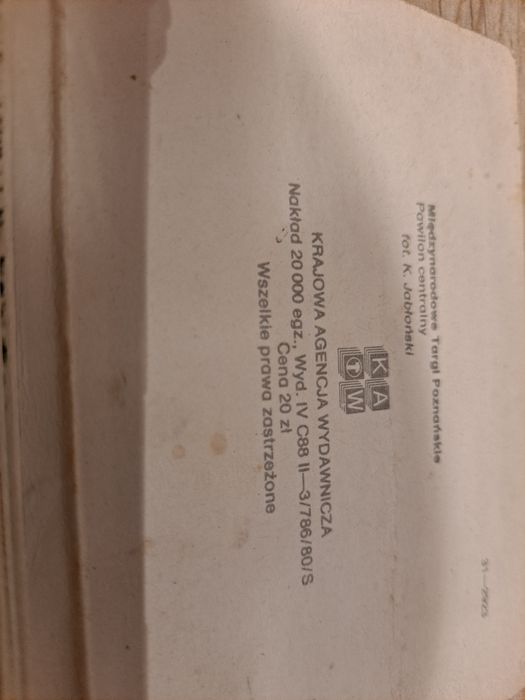 Międzynarodowe Targi Poznańskie
Pawilon centralny
fot. K. Jabłoński
K A
T W
KRAJOWA AGENCJA WYDAWNICZA
Nakład 20 000 egz., Wyd. IV C88 II—3/786/80/S
Cena 20 zł
Wszelkie prawa zastrzeżone